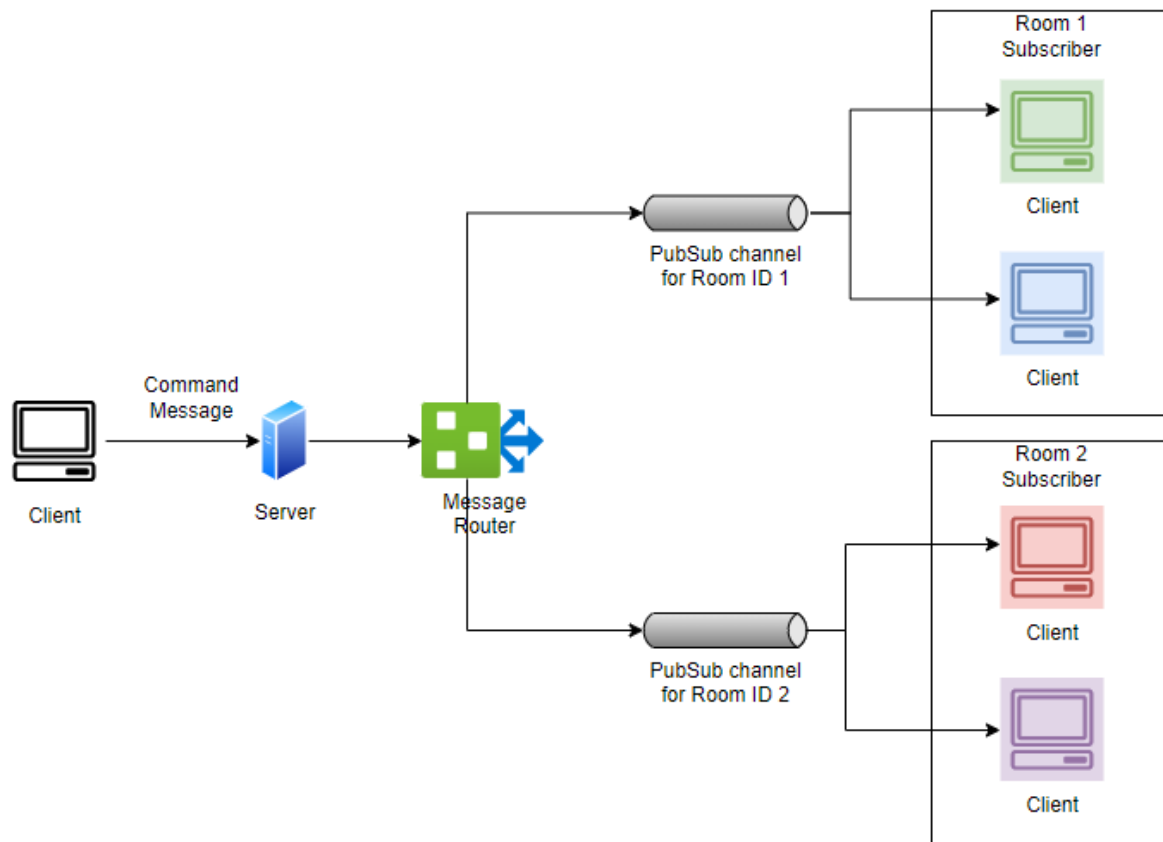 Room 1
Subscriber
Client
PubSub channel
for Room ID 1
Client
Command
Message
Client
Server
Message
Router
Room 2
Subscriber
Client
PubSub channel
for Room ID 2
Client